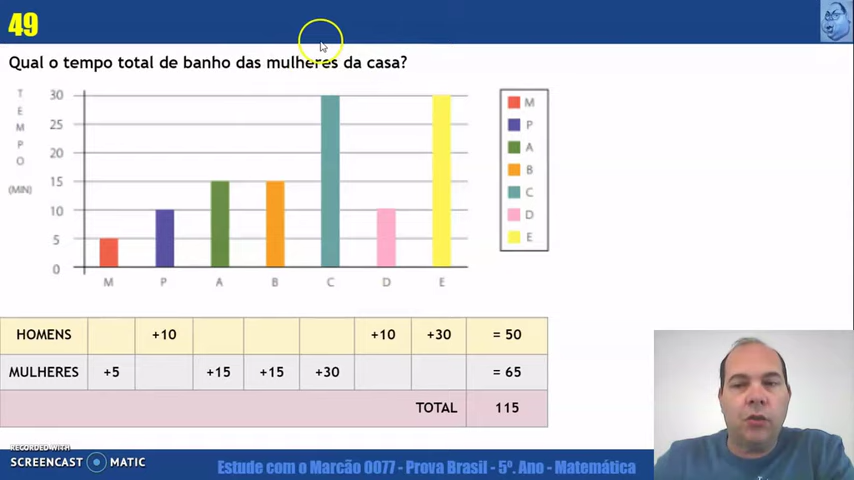 49
Qual o tempo total de banho das mulheres da casa?
TEMPO
(MIN)
30
25
20
15
10
5
0
M P A B C D E
M
P
A
B
C
D
E
HOMENS +10 +10 +30 = 50
MULHERES +5 +15 +15 +30 = 65
TOTAL 115
RECORDED WITH
SCREENCAST MATIC
Estude com o Marcão 0077 - Prova Brasil - 5º. Ano - Matemática